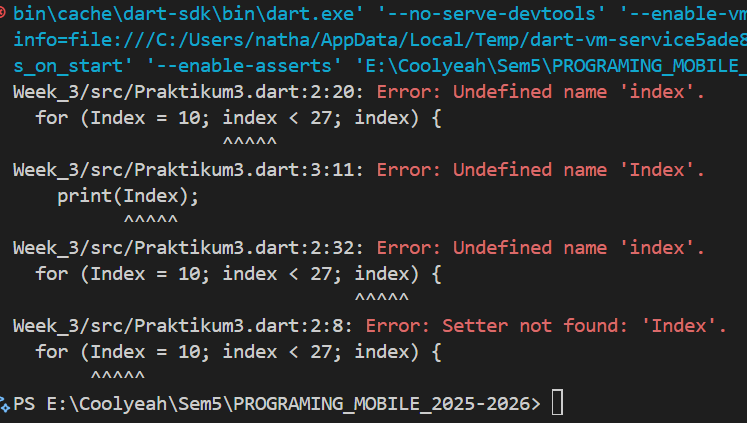 bin\cache\dart-sdk\bin\dart.exe' '--no-serve-devtools' '--enable-vm
info=file:///C:/Users/natha/AppData/Local/Temp/dart-vm-service5ade8
s_on_start' '--enable-asserts' 'E:\Coolyeah\Sem5\PROGRAMING_MOBILE_
Week_3/src/Praktikum3.dart:2:20: Error: Undefined name 'index'.
  for (Index = 10; index < 27; index) {
                   ^^^^^
Week_3/src/Praktikum3.dart:3:11: Error: Undefined name 'Index'.
    print(Index);
          ^^^^^
Week_3/src/Praktikum3.dart:2:32: Error: Undefined name 'index'.
  for (Index = 10; index < 27; index) {
                               ^^^^^
Week_3/src/Praktikum3.dart:2:8: Error: Setter not found: 'Index'.
  for (Index = 10; index < 27; index) {
       ^^^^^
PS E:\Coolyeah\Sem5\PROGRAMING_MOBILE_2025-2026>